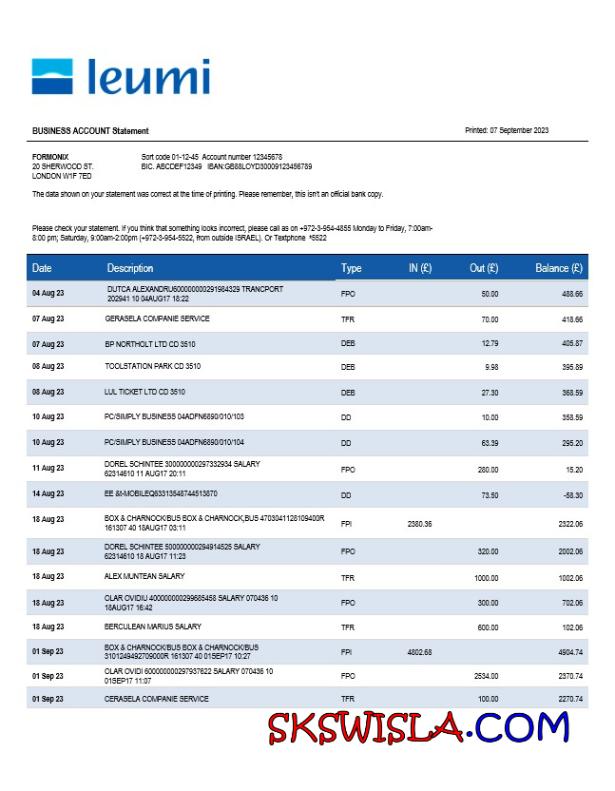 leumi
BUSINESS ACCOUNT Statement
Printed: 07 September 2023
FORMONIX
Sort code 01-12-45 Account number 12345678
20 SHERWOOD ST.
BIC. ABCDEF12349 IBAN:GB88LOYD30009123456789
LONDON W1F 7ED
The data shown on your statement was correct at the time of printing. Please remember, this isn't an official bank copy.
Please check your statement. If you think that something looks incorrect, please call as on +972-3-954-4855 Monday to Friday, 7:00am-
8:00 pm; Saturday, 9:00am-2:00pm (+972-3-954-5522, from outside ISRAEL). Or Textphone *5522
Date Description Type IN (£) Out (£) Balance (£)
04 Aug 23 DUTCA ALEXANDRU600000000291984329 TRANCPORT FPO 50.00 488.66
202941 10 04AUG17 18:22
07 Aug 23 GERASELA COMPANIE SERVICE TFR 70.00 418.66
07 Aug 23 BP NORTHOLT LTD CD 3510 DEB 12.79 405.87
08 Aug 23 TOOLSTATION PARK CD 3510 DEB 9.98 395.89
08 Aug 23 LUL TICKET LTD CD 3510 DEB 27.30 368.59
10 Aug 23 PC/SIMPLY BUSINESS 04ADFN6890/010/103 DD 10.00 358.59
10 Aug 23 PC/SIMPLY BUSINESS 04ADFN6890/010/104 DD 63.39 295.20
11 Aug 23 DOREL SCHINTEE 300000000297332934 SALARY FPO 280.00 15.20
62314610 11 AUG17 20:11
14 Aug 23 EE &t-MOBILEQ63313548744513870 DD 73.50 -58.30
18 Aug 23 BOX & CHARNOCK/BUS BOX & CHARNOCK,BUS 4703041128109400R FPI 2380.36 2322.06
161307 40 18AUG17 03:11
18 Aug 23 DOREL SCHINTEE 500000000294914525 SALARY FPO 320.00 2002.06
62314610 18 AUG17 11:23
18 Aug 23 ALEX MUNTEAN SALARY TFR 1000.00 1002.06
18 Aug 23 OLAR OVIDIU 400000000299685458 SALARY 070436 10 FPO 300.00 702.06
18AUG17 16:42
18 Aug 23 BERCULEAN MARIUS SALARY TFR 600.00 102.06
01 Sep 23 BOX & CHARNOCK/BUS BOX & CHARNOCK/BUS FPI 4802.68 4904.74
3101249492709000R 161307 40 01SEP17 10:27
01 Sep 23 OLAR OVIDI 600000000297937622 SALARY 070436 10 FPO 2534.00 2370.74
01SEP17 11:07
01 Sep 23 CERASELA COMPANIE SERVICE TFR 100.00 2270.74
SKSWISLA.COM